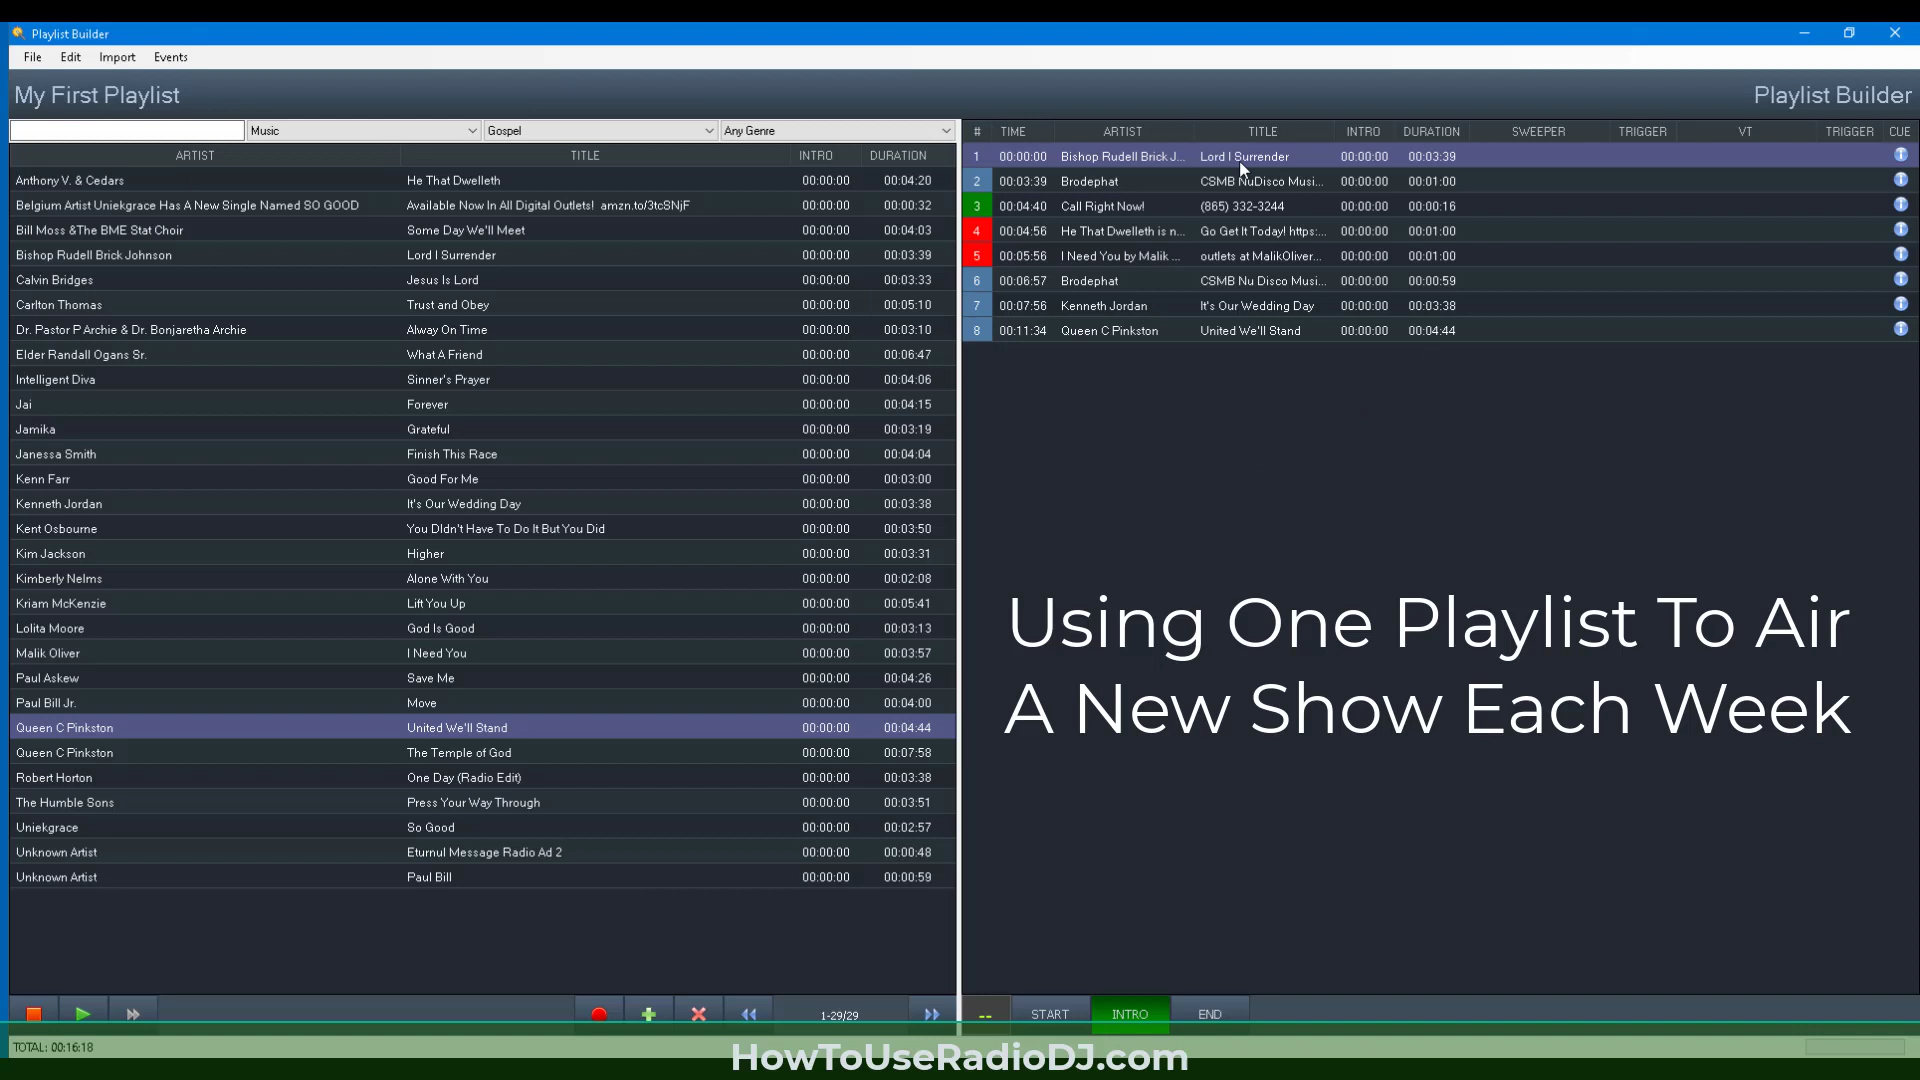 Playlist Builder
File Edit Import Events
My First Playlist Playlist Builder
Music Gospel Any Genre
ARTIST TITLE INTRO DURATION
Anthony V. & Cedars He That Dwelleth 00:00:00 00:04:20
Belgium Artist Uniekgrace Has A New Single Named SO GOOD Available Now In All Digital Outlets! amzn.to/3tcSNjF 00:00:00 00:00:32
Bill Moss &The BME Stat Choir Some Day We'll Meet 00:00:00 00:04:03
Bishop Rudell Brick Johnson Lord I Surrender 00:00:00 00:03:39
Calvin Bridges Jesus Is Lord 00:00:00 00:03:33
Carlton Thomas Trust and Obey 00:00:00 00:05:10
Dr. Pastor P Archie & Dr. Bonjaretha Archie Alway On Time 00:00:00 00:03:10
Elder Randall Ogans Sr. What A Friend 00:00:00 00:06:47
Intelligent Diva Sinner's Prayer 00:00:00 00:04:06
Jai Forever 00:00:00 00:04:15
Jamika Grateful 00:00:00 00:03:19
Janessa Smith Finish This Race 00:00:00 00:04:04
Kenn Farr Good For Me 00:00:00 00:03:00
Kenneth Jordan It's Our Wedding Day 00:00:00 00:03:38
Kent Osbourne You DIdn't Have To Do It But You Did 00:00:00 00:03:50
Kim Jackson Higher 00:00:00 00:03:31
Kimberly Nelms Alone With You 00:00:00 00:02:08
Kriam McKenzie Lift You Up 00:00:00 00:05:41
Lolita Moore God Is Good 00:00:00 00:03:13
Malik Oliver I Need You 00:00:00 00:03:57
Paul Askew Save Me 00:00:00 00:04:26
Paul Bill Jr. Move 00:00:00 00:04:00
Queen C Pinkston United We'll Stand 00:00:00 00:04:44
Queen C Pinkston The Temple of God 00:00:00 00:07:58
Robert Horton One Day (Radio Edit) 00:00:00 00:03:38
The Humble Sons Press Your Way Through 00:00:00 00:03:51
Uniekgrace So Good 00:00:00 00:02:57
Unknown Artist Eturnul Message Radio Ad 2 00:00:00 00:00:48
Unknown Artist Paul Bill 00:00:00 00:00:59
1-29/29
# TIME ARTIST TITLE INTRO DURATION SWEEPER TRIGGER VT TRIGGER CUE
1 00:00:00 Bishop Rudell Brick J... Lord I Surrender 00:00:00 00:03:39
2 00:03:39 Brodephat CSMB NuDisco Musi... 00:00:00 00:01:00
3 00:04:40 Call Right Now! (865) 332-3244 00:00:00 00:00:16
4 00:04:56 He That Dwelleth is n... Go Get It Today! https:... 00:00:00 00:01:00
5 00:05:56 I Need You by Malik ... outlets at MalikOliver... 00:00:00 00:01:00
6 00:06:57 Brodephat CSMB Nu Disco Musi... 00:00:00 00:00:59
7 00:07:56 Kenneth Jordan It's Our Wedding Day 00:00:00 00:03:38
8 00:11:34 Queen C Pinkston United We'll Stand 00:00:00 00:04:44
Using One Playlist To Air
A New Show Each Week
-- START INTRO END
TOTAL: 00:16:18
HowToUseRadioDJ.com